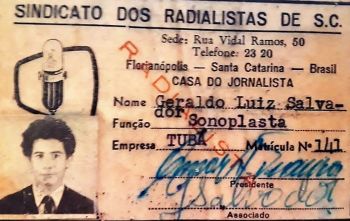 SINDICATO DOS RADIALISTAS DE S.C.
Sede: Rua Vidal Ramos, 50
Telefone: 23 20
Florianópolis — Santa Catarina — Brasil
CASA DO JORNALISTA
Nome Geraldo Luiz Salva-
dor
Função Sonoplasta
Empresa TUBÁ Matrícula Nº 141
Presidente
Associado